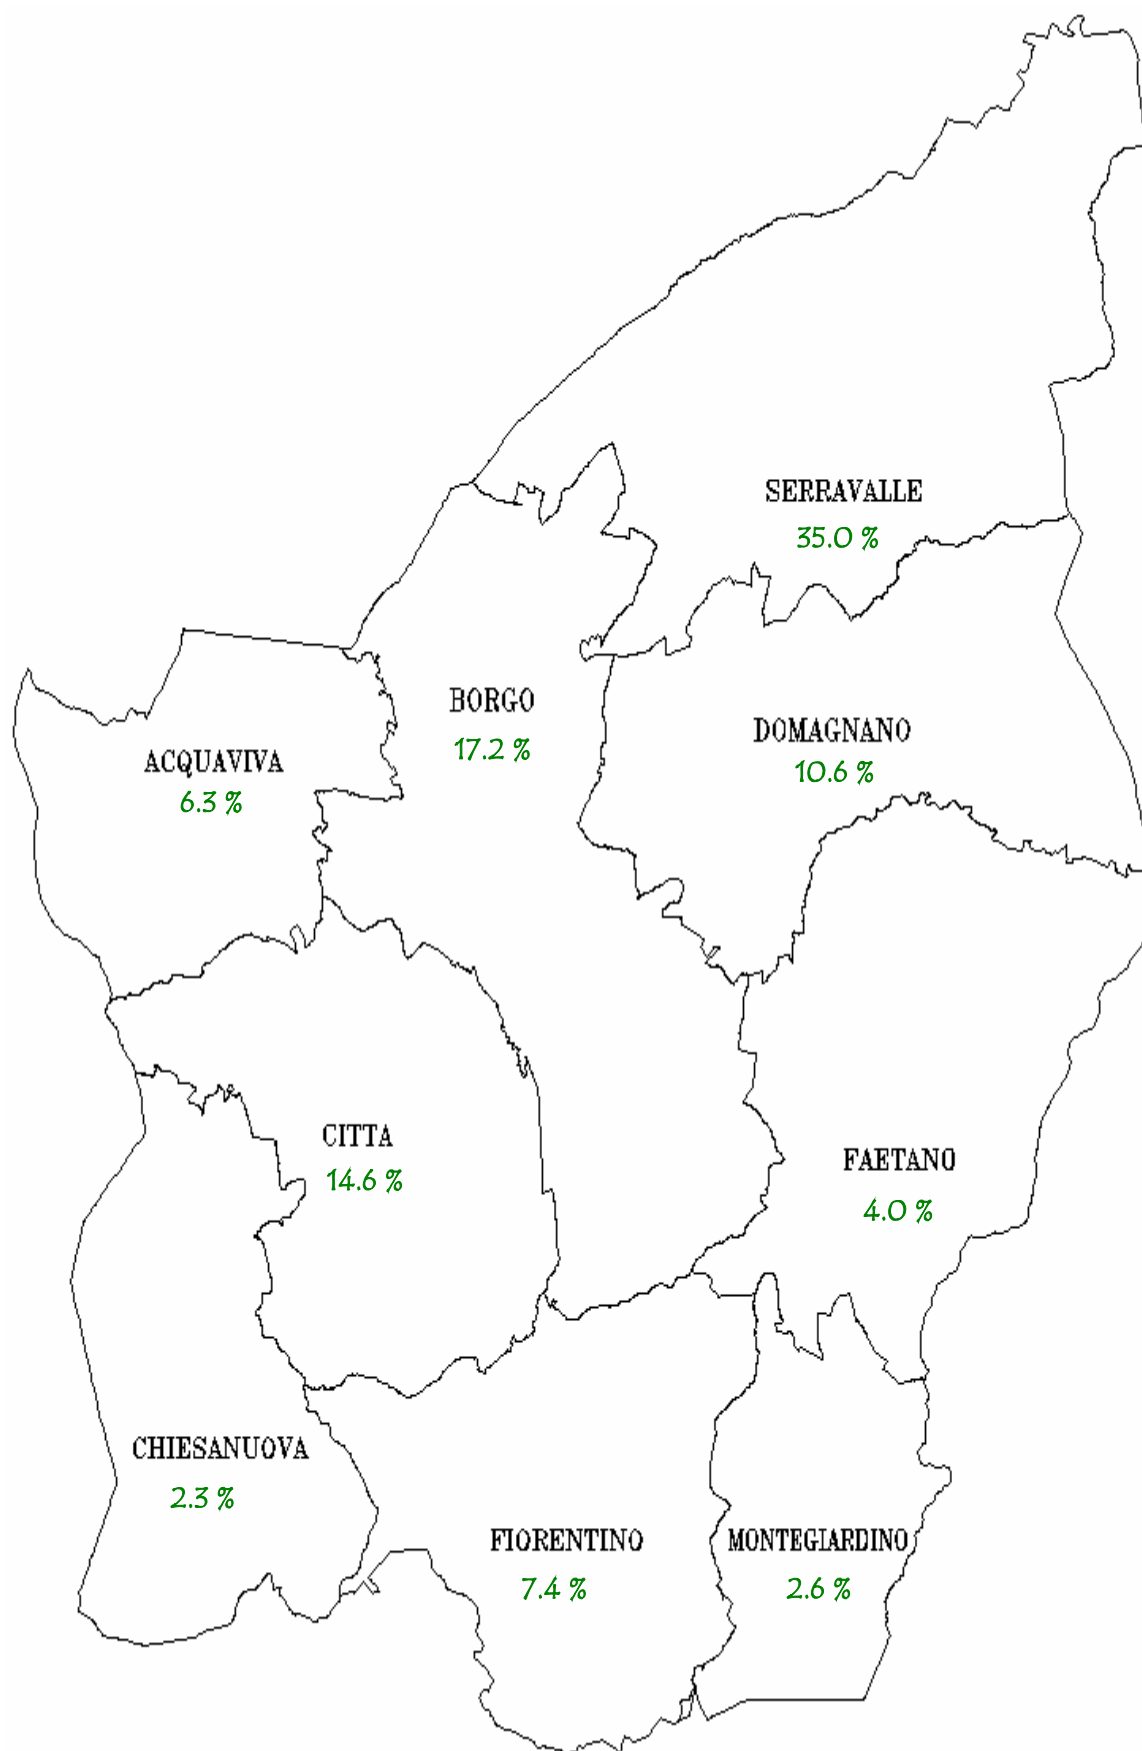 SERRAVALLE
35.0 %
BORGO
17.2 %
DOMAGNANO
10.6 %
ACQUAVIVA
6.3 %
CITTA
14.6 %
FAETANO
4.0 %
CHIESANUOVA
2.3 %
FIORENTINO
7.4 %
MONTEGIARDINO
2.6 %